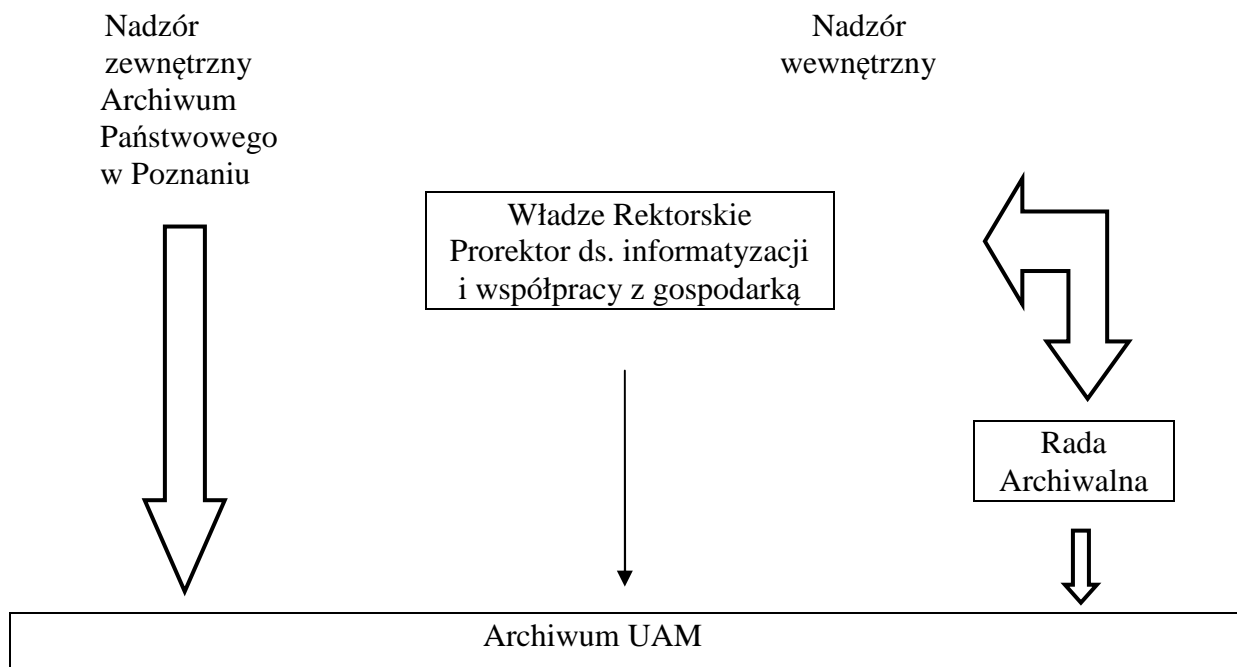 Nadzór
zewnętrzny
Archiwum
Państwowego
w Poznaniu
Nadzór
wewnętrzny
Władze Rektorskie
Prorektor ds. informatyzacji
i współpracy z gospodarką
Rada
Archiwalna
Archiwum UAM